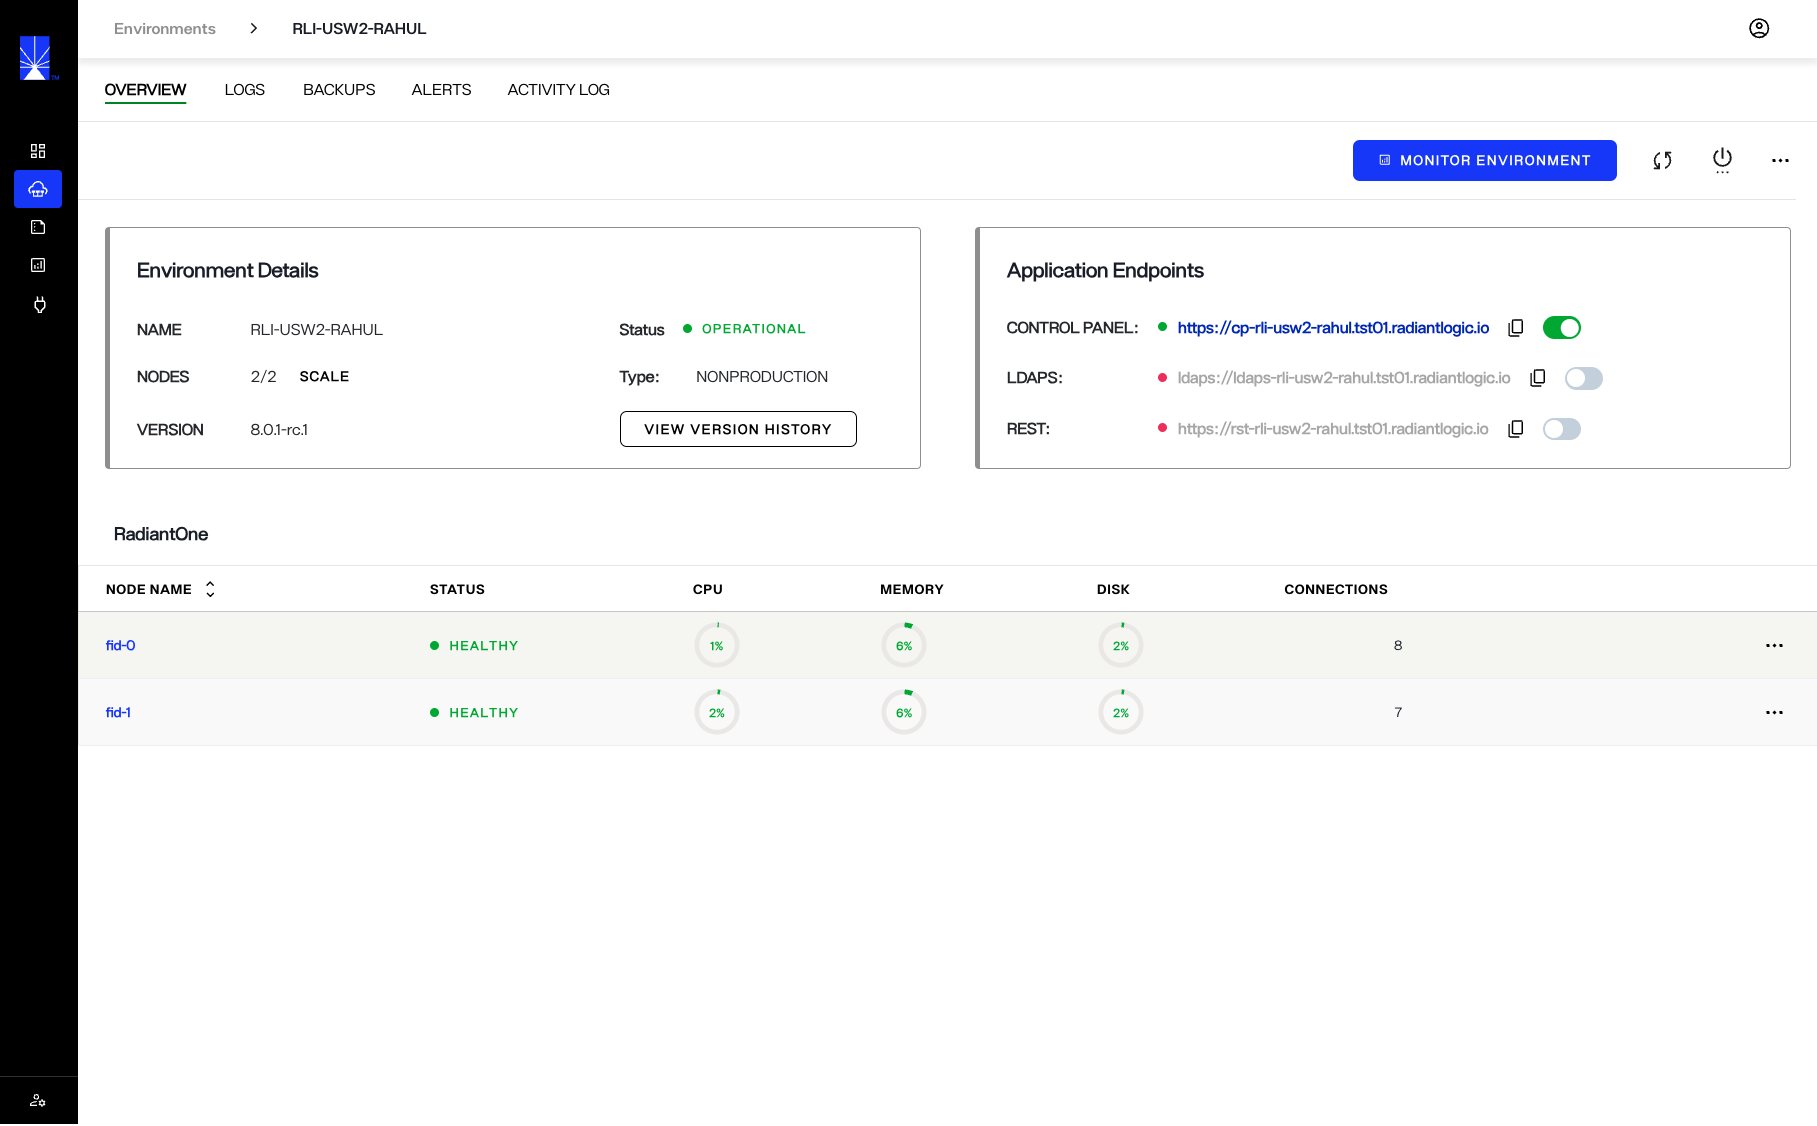 Environments > RLI-USW2-RAHUL
TM
OVERVIEW LOGS BACKUPS ALERTS ACTIVITY LOG
MONITOR ENVIRONMENT
Environment Details
NAME RLI-USW2-RAHUL Status OPERATIONAL
NODES 2/2 SCALE Type: NONPRODUCTION
VERSION 8.0.1-rc.1 VIEW VERSION HISTORY
Application Endpoints
CONTROL PANEL: https://cp-rli-usw2-rahul.tst01.radiantlogic.io
LDAPS: ldaps://ldaps-rli-usw2-rahul.tst01.radiantlogic.io
REST: https://rst-rli-usw2-rahul.tst01.radiantlogic.io
RadiantOne
NODE NAME STATUS CPU MEMORY DISK CONNECTIONS
fid-0 HEALTHY 1% 6% 2% 8
fid-1 HEALTHY 2% 6% 2% 7